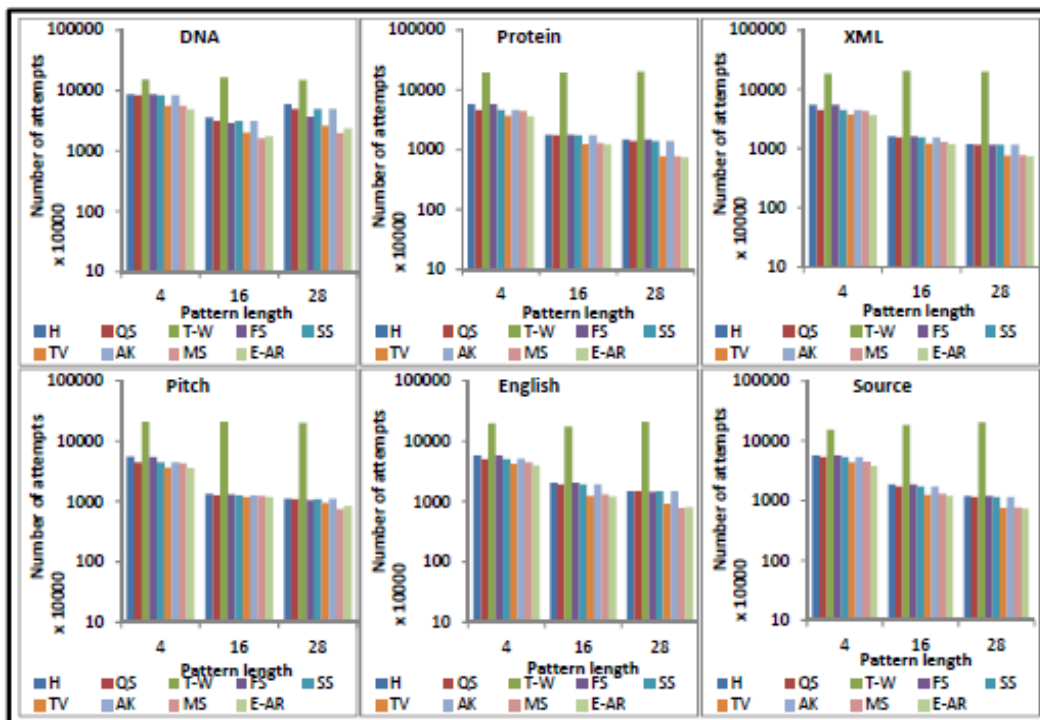 DNA
Number of attempts
x 10000
100000
10000
1000
100
10
4 16 28
Pattern length
H QS T-W FS SS
TV AK MS E-AR
Protein
Number of attempts
x 10000
100000
10000
1000
100
10
4 16 28
Pattern length
H QS T-W FS SS
TV AK MS E-AR
XML
Number of attempts
x 10000
100000
10000
1000
100
10
4 16 28
Pattern length
H QS T-W FS SS
TV AK MS E-AR
Pitch
Number of attempts
x 10000
100000
10000
1000
100
10
4 16 28
Pattern length
H QS T-W FS SS
TV AK MS E-AR
English
Number of attempts
x 10000
100000
10000
1000
100
10
4 16 28
Pattern length
H QS T-W FS SS
TV AK MS E-AR
Source
Number of attempts
x 10000
100000
10000
1000
100
10
4 16 28
Pattern length
H QS T-W FS SS
TV AK MS E-AR